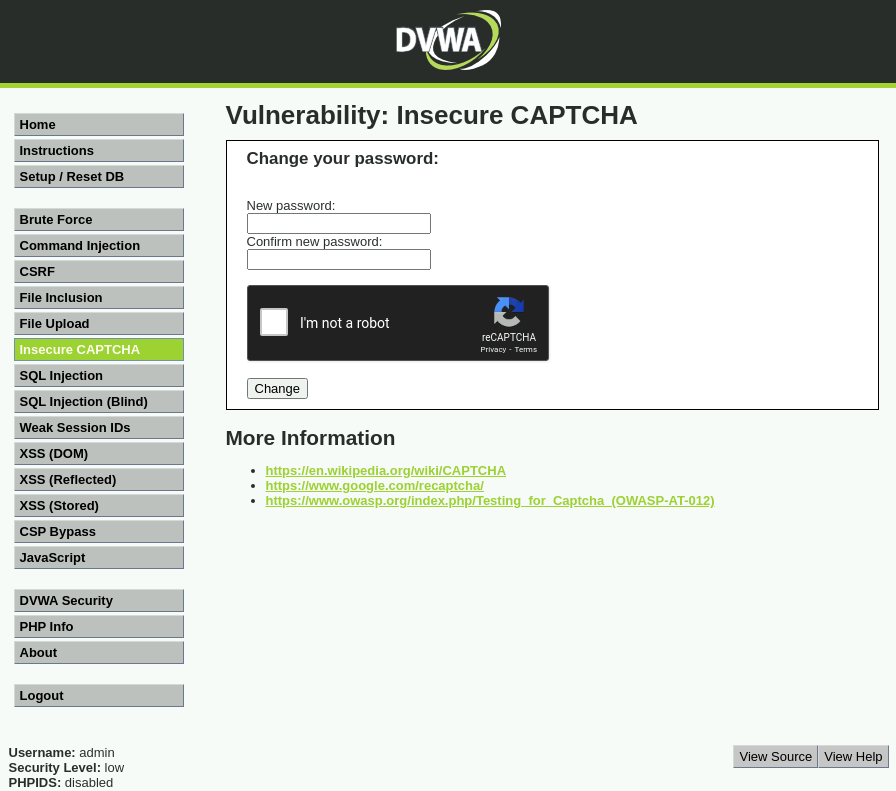 DVWA
Home
Instructions
Setup / Reset DB
Brute Force
Command Injection
CSRF
File Inclusion
File Upload
Insecure CAPTCHA
SQL Injection
SQL Injection (Blind)
Weak Session IDs
XSS (DOM)
XSS (Reflected)
XSS (Stored)
CSP Bypass
JavaScript
DVWA Security
PHP Info
About
Logout
Vulnerability: Insecure CAPTCHA
Change your password:
New password:
Confirm new password:
I'm not a robot
reCAPTCHA
Privacy - Terms
Change
More Information
https://en.wikipedia.org/wiki/CAPTCHA
https://www.google.com/recaptcha/
https://www.owasp.org/index.php/Testing_for_Captcha_(OWASP-AT-012)
Username: admin
Security Level: low
PHPIDS: disabled
View Source View Help